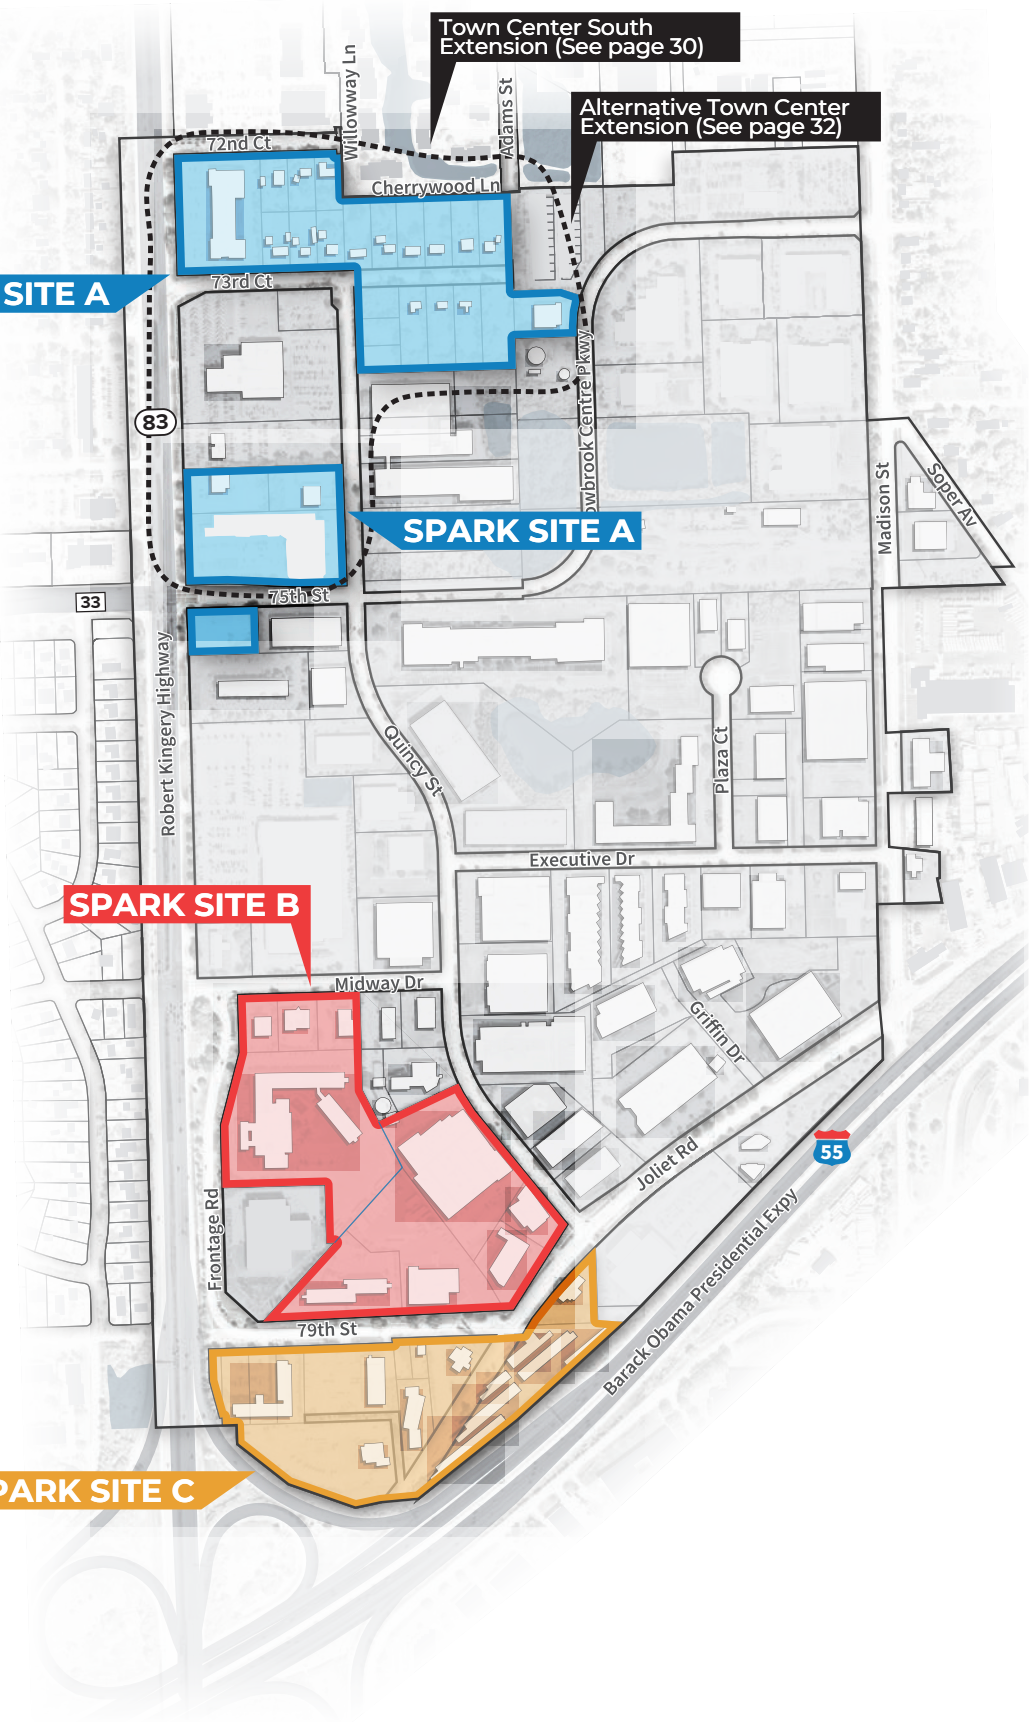 Town Center South
Extension (See page 30)
Alternative Town Center
Extension (See page 32)
Willowway Ln
Adams St
72nd Ct
Cherrywood Ln
73rd Ct
SITE A
83
owbrook Centre Pkwy
Madison St
Soper Av
SPARK SITE A
75th St
33
Robert Kingery Highway
Quincy St
Plaza Ct
Executive Dr
SPARK SITE B
Midway Dr
Griffin Dr
55
Joliet Rd
Frontage Rd
Barack Obama Presidential Expy
79th St
PARK SITE C